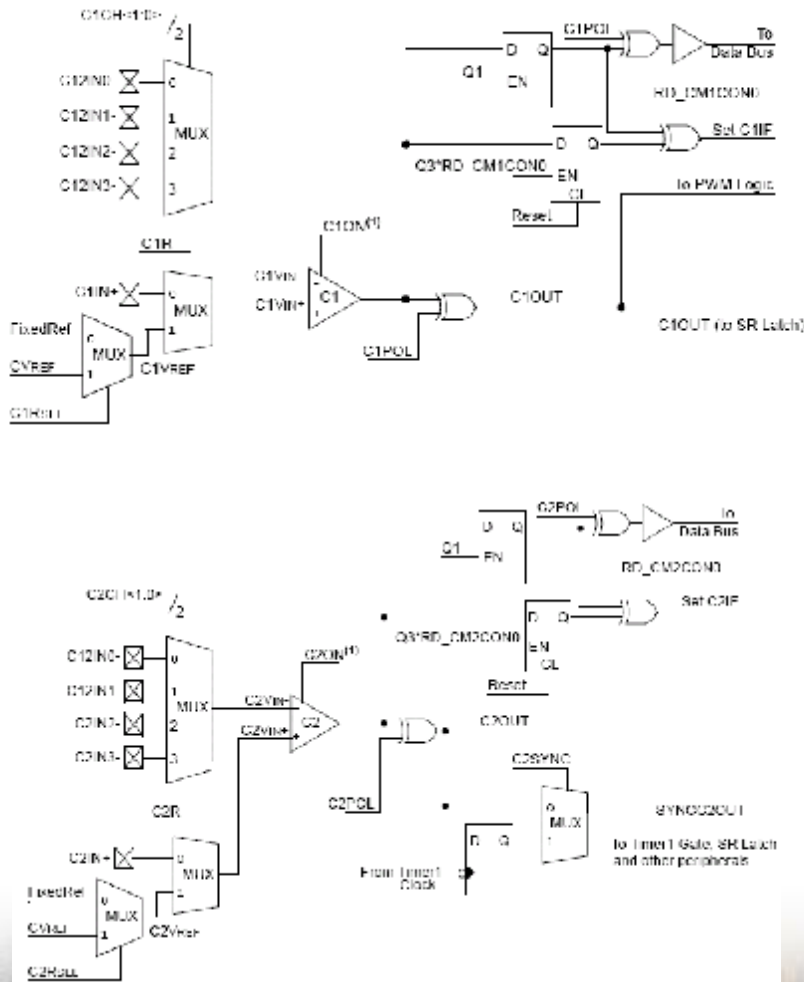 C1CH<1:0>
2
C12IN0-
C12IN1-
C12IN2-
C12IN3-
0
1
2
3
MUX
C1R
C1IN+
0
1
MUX
FixedRef
CVREF
0
1
MUX
C1VREF
C1RSEL
C1ON(1)
C1VIN-
C1VIN+
C1
C1POL
C1OUT
C1POL
To
Data Bus
D Q
Q1
EN
RD_CM1CON0
D Q
Set C1IF
Q3*RD_CM1CON0
EN
CL
Reset
To PWM Logic
C1OUT (to SR Latch)
C2POL
To
Data Bus
D Q
Q1
EN
RD_CM2CON0
D Q
Set C2IF
Q3*RD_CM2CON0
EN
CL
Reset
C2CH<1:0>
2
C12IN0-
C12IN1
C2IN2-
C2IN3-
0
1
2
3
MUX
C2ON(1)
C2VIN-
C2VIN+
C2
C2OUT
C2POL
C2SYNC
0
MUX
1
SYNCC2OUT
To Timer1 Gate, SR Latch
and other peripherals
D Q
From Timer1
Clock
C2R
C2IN+
0
1
MUX
FixedRef
CVREF
0
1
MUX
C2VREF
C2RSEL